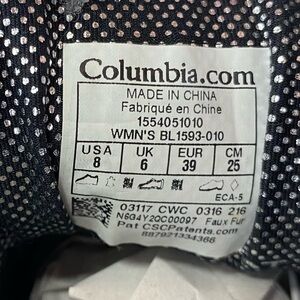 Columbia.com
MADE IN CHINA
Fabriqué en Chine
1554051010
WMN'S BL1593-010
USA UK EUR CM
8 6 39 25
ECA-5
03117 CWC 0316 216
N6G4Y2QC00097 Faux Fur
Pat CSCPatents.com
887921334368